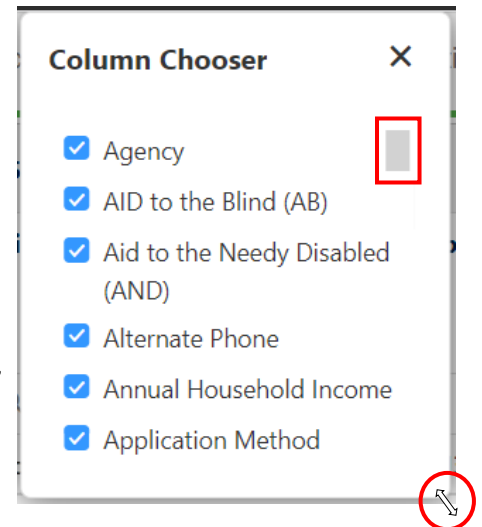 Column Chooser
Agency
AID to the Blind (AB)
Aid to the Needy Disabled
(AND)
Alternate Phone
Annual Household Income
Application Method